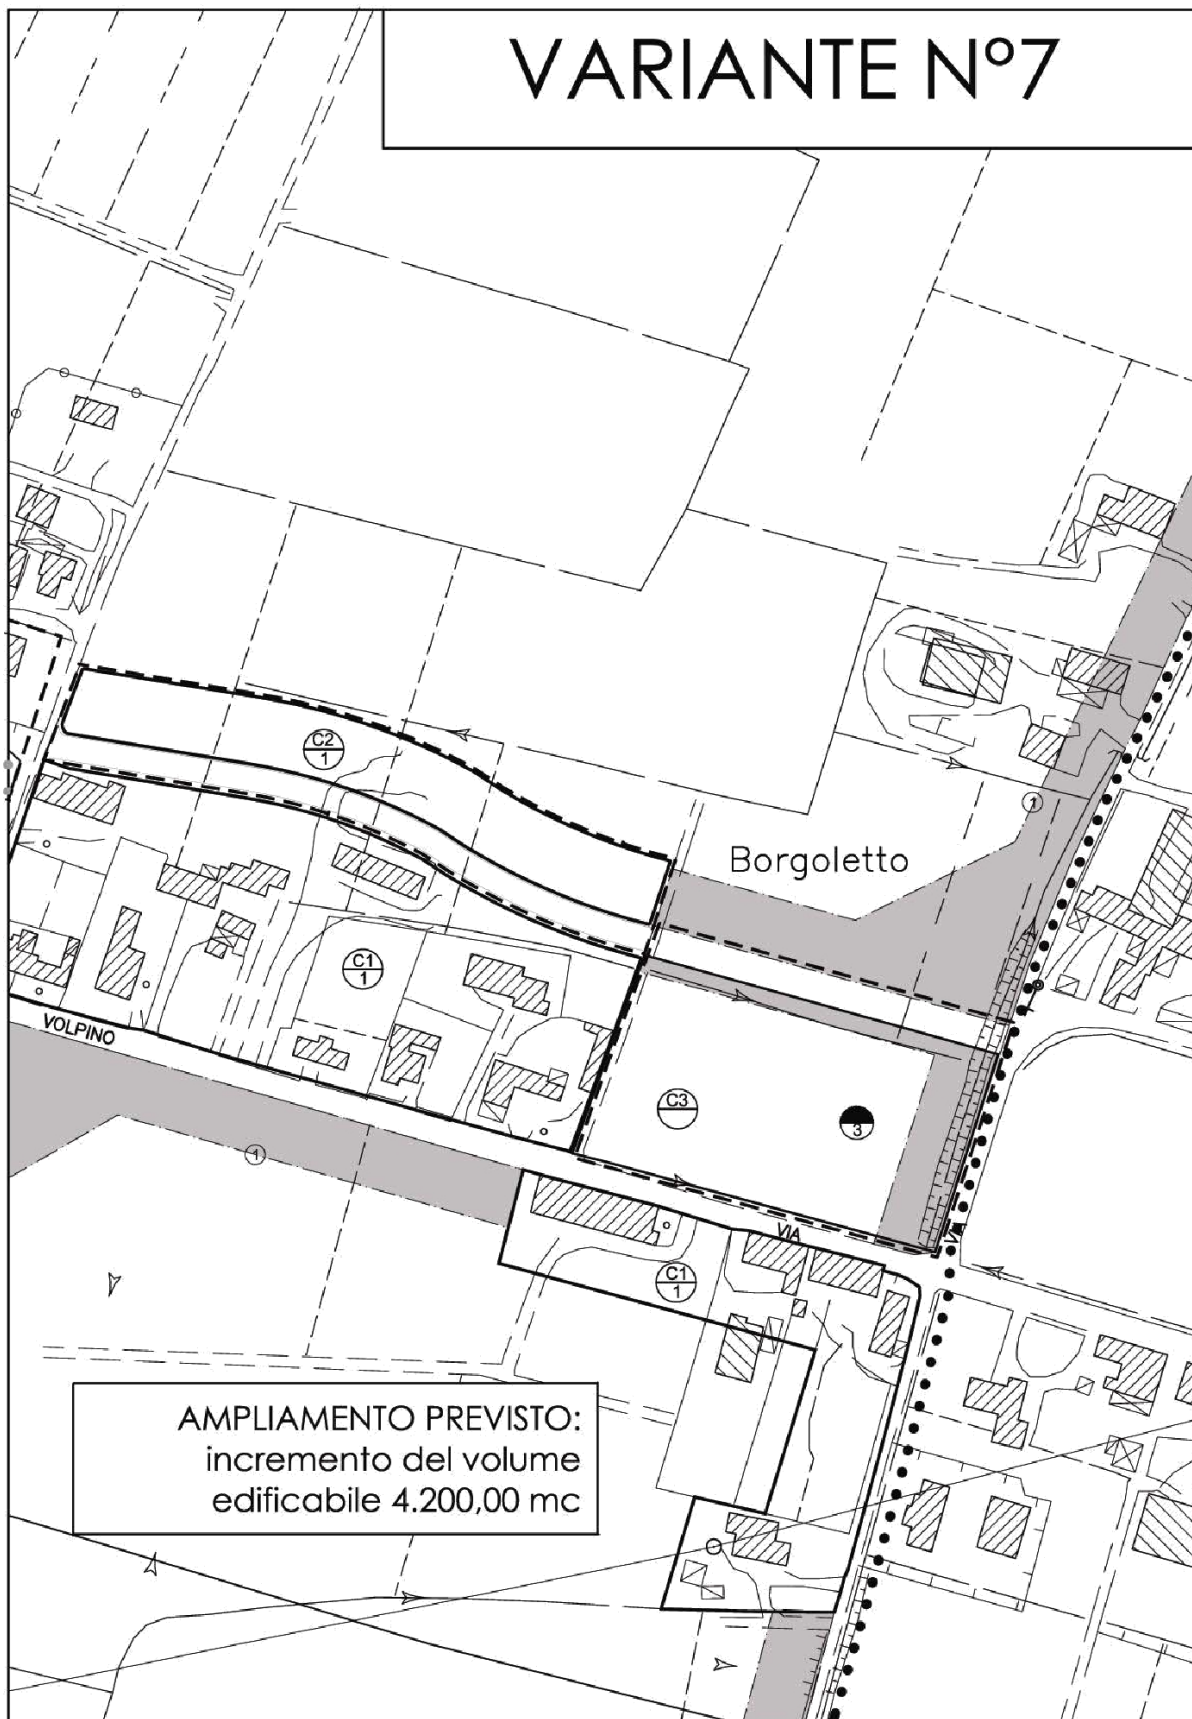 VARIANTE N°7
C2
1
1
Borgoletto
C1
1
VOLPINO
C3
3
1
VIA
C1
1
AMPLIAMENTO PREVISTO:
incremento del volume
edificabile 4.200,00 mc